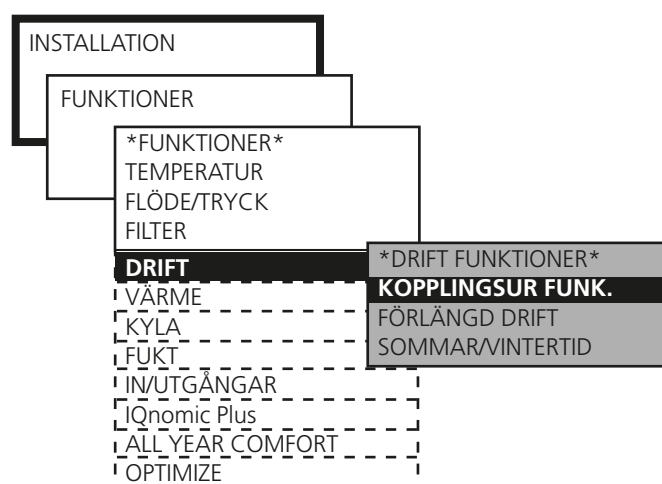 INSTALLATION
FUNKTIONER
*FUNKTIONER*
TEMPERATUR
FLÖDE/TRYCK
FILTER
DRIFT
VÄRME
KYLA
FUKT
IN/UTGÅNGAR
IQnomic Plus
ALL YEAR COMFORT
OPTIMIZE
*DRIFT FUNKTIONER*
KOPPLINGSUR FUNK.
FÖRLÄNGD DRIFT
SOMMAR/VINTERTID